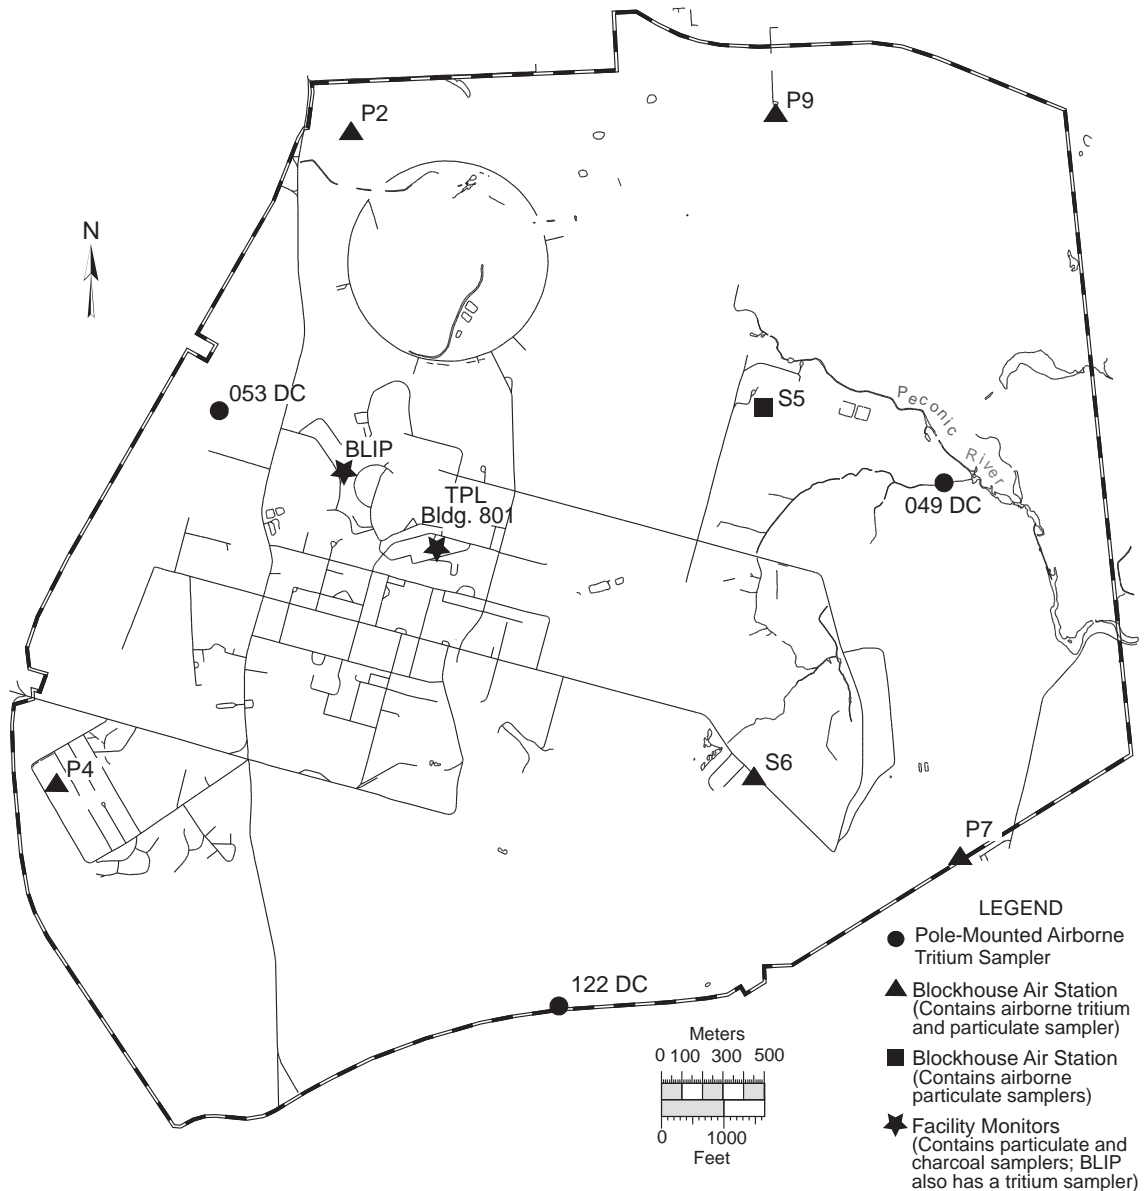 P2
P9
N
053 DC
S5
Peconic
River
BLIP
TPL
Bldg. 801
049 DC
P4
S6
P7
122 DC
LEGEND
Pole-Mounted Airborne
Tritium Sampler
Blockhouse Air Station
(Contains airborne tritium
and particulate sampler)
Blockhouse Air Station
(Contains airborne
particulate samplers)
Facility Monitors
(Contains particulate and
charcoal samplers; BLIP
also has a tritium sampler)
Meters
0 100 300 500
0 1000
Feet